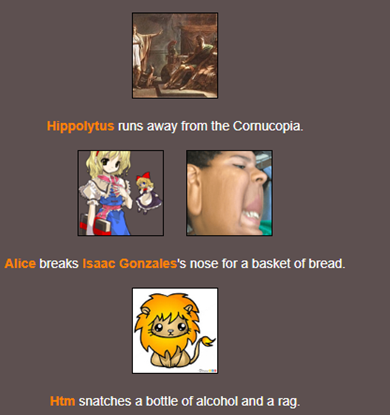 Hippolytus runs away from the Cornucopia.
Alice breaks Isaac Gonzales's nose for a basket of bread.
Htm snatches a bottle of alcohol and a rag.